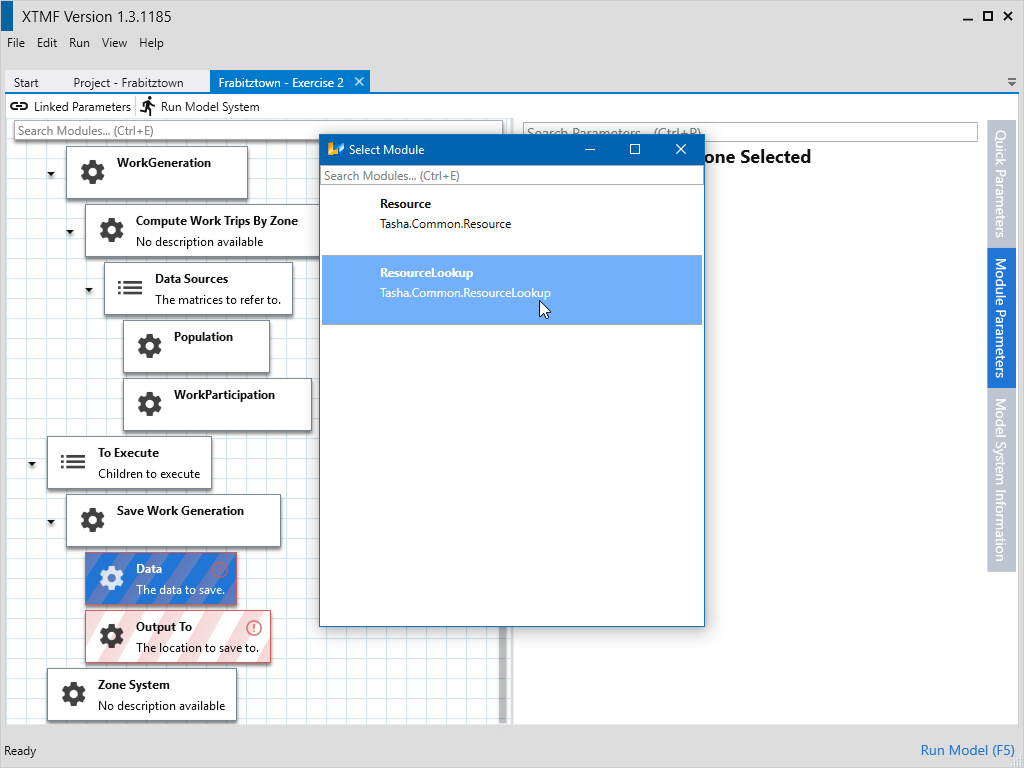 XTMF Version 1.3.1185
File Edit Run View Help
Start Project - Frabitztown Frabitztown - Exercise 2
Linked Parameters Run Model System
Search Modules... (Ctrl+E)
WorkGeneration
Compute Work Trips By Zone
No description available
Data Sources
The matrices to refer to.
Population
WorkParticipation
To Execute
Children to execute
Save Work Generation
Data
The data to save.
Output To
The location to save to.
Zone System
No description available
Select Module
Search Modules... (Ctrl+E)
Resource
Tasha.Common.Resource
ResourceLookup
Tasha.Common.ResourceLookup
Search Parameters... (Ctrl+P)
one Selected
Quick Parameters
Module Parameters
Model System Information
Ready
Run Model (F5)